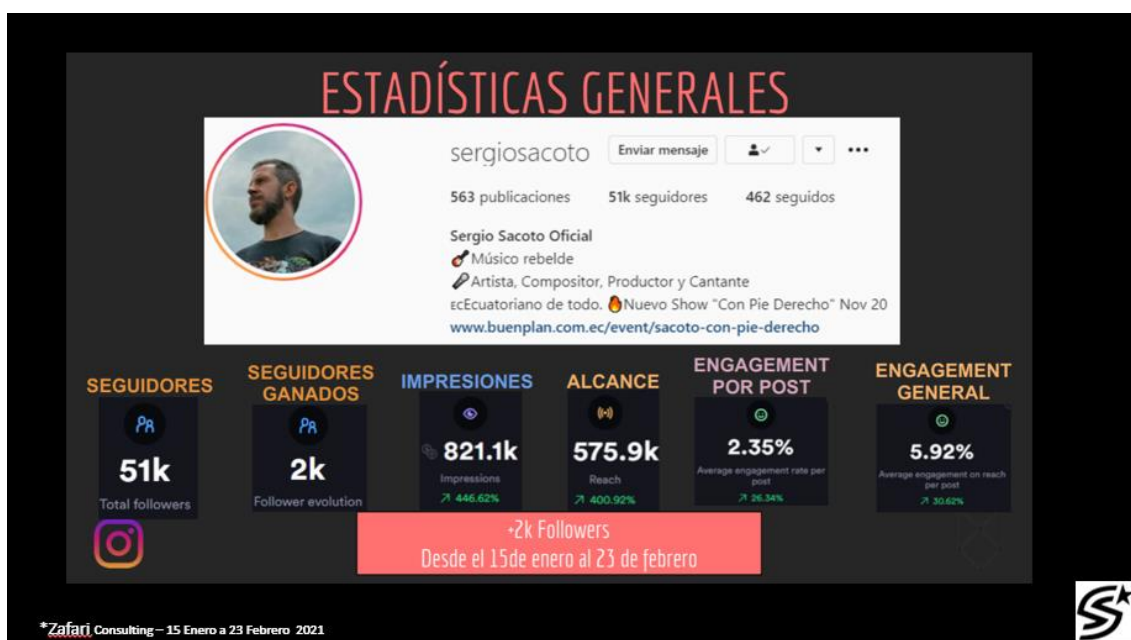 ESTADÍSTICAS GENERALES
sergiosacoto Enviar mensaje
563 publicaciones 51k seguidores 462 seguidos
Sergio Sacoto Oficial
🎸Músico rebelde
🎤Artista, Compositor, Productor y Cantante
ᴇᴄEcuatoriano de todo. 🔥Nuevo Show "Con Pie Derecho" Nov 20
www.buenplan.com.ec/event/sacoto-con-pie-derecho
SEGUIDORES
51k
Total followers
SEGUIDORES
GANADOS
2k
Follower evolution
IMPRESIONES
821.1k
Impressions
↗ 446.62%
ALCANCE
575.9k
Reach
↗ 400.92%
ENGAGEMENT
POR POST
2.35%
Average engagement rate per
post
↗ 26.34%
ENGAGEMENT
GENERAL
5.92%
Average engagement on reach
per post
↗ 30.62%
+2k Followers
Desde el 15de enero al 23 de febrero
*Zafari Consulting – 15 Enero a 23 Febrero 2021